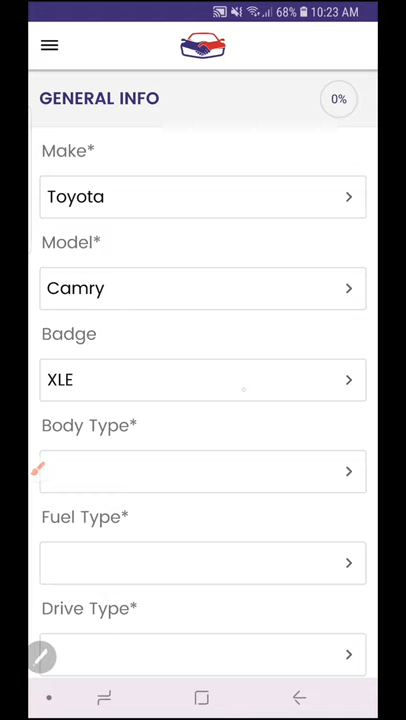 68% 10:23 AM
GENERAL INFO
0%
Make*
Toyota
Model*
Camry
Badge
XLE
Body Type*
Fuel Type*
Drive Type*